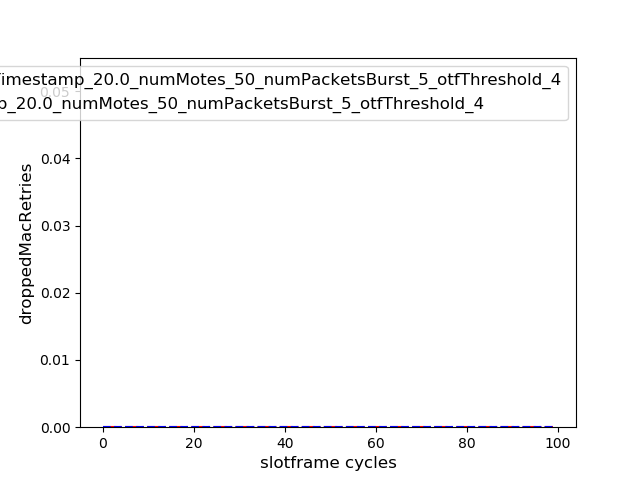 imestamp_20.0_numMotes_50_numPacketsBurst_5_otfThreshold_4
p_20.0_numMotes_50_numPacketsBurst_5_otfThreshold_4
0.05
0.04
0.03
0.02
0.01
0.00
droppedMacRetries
0 20 40 60 80 100
slotframe cycles